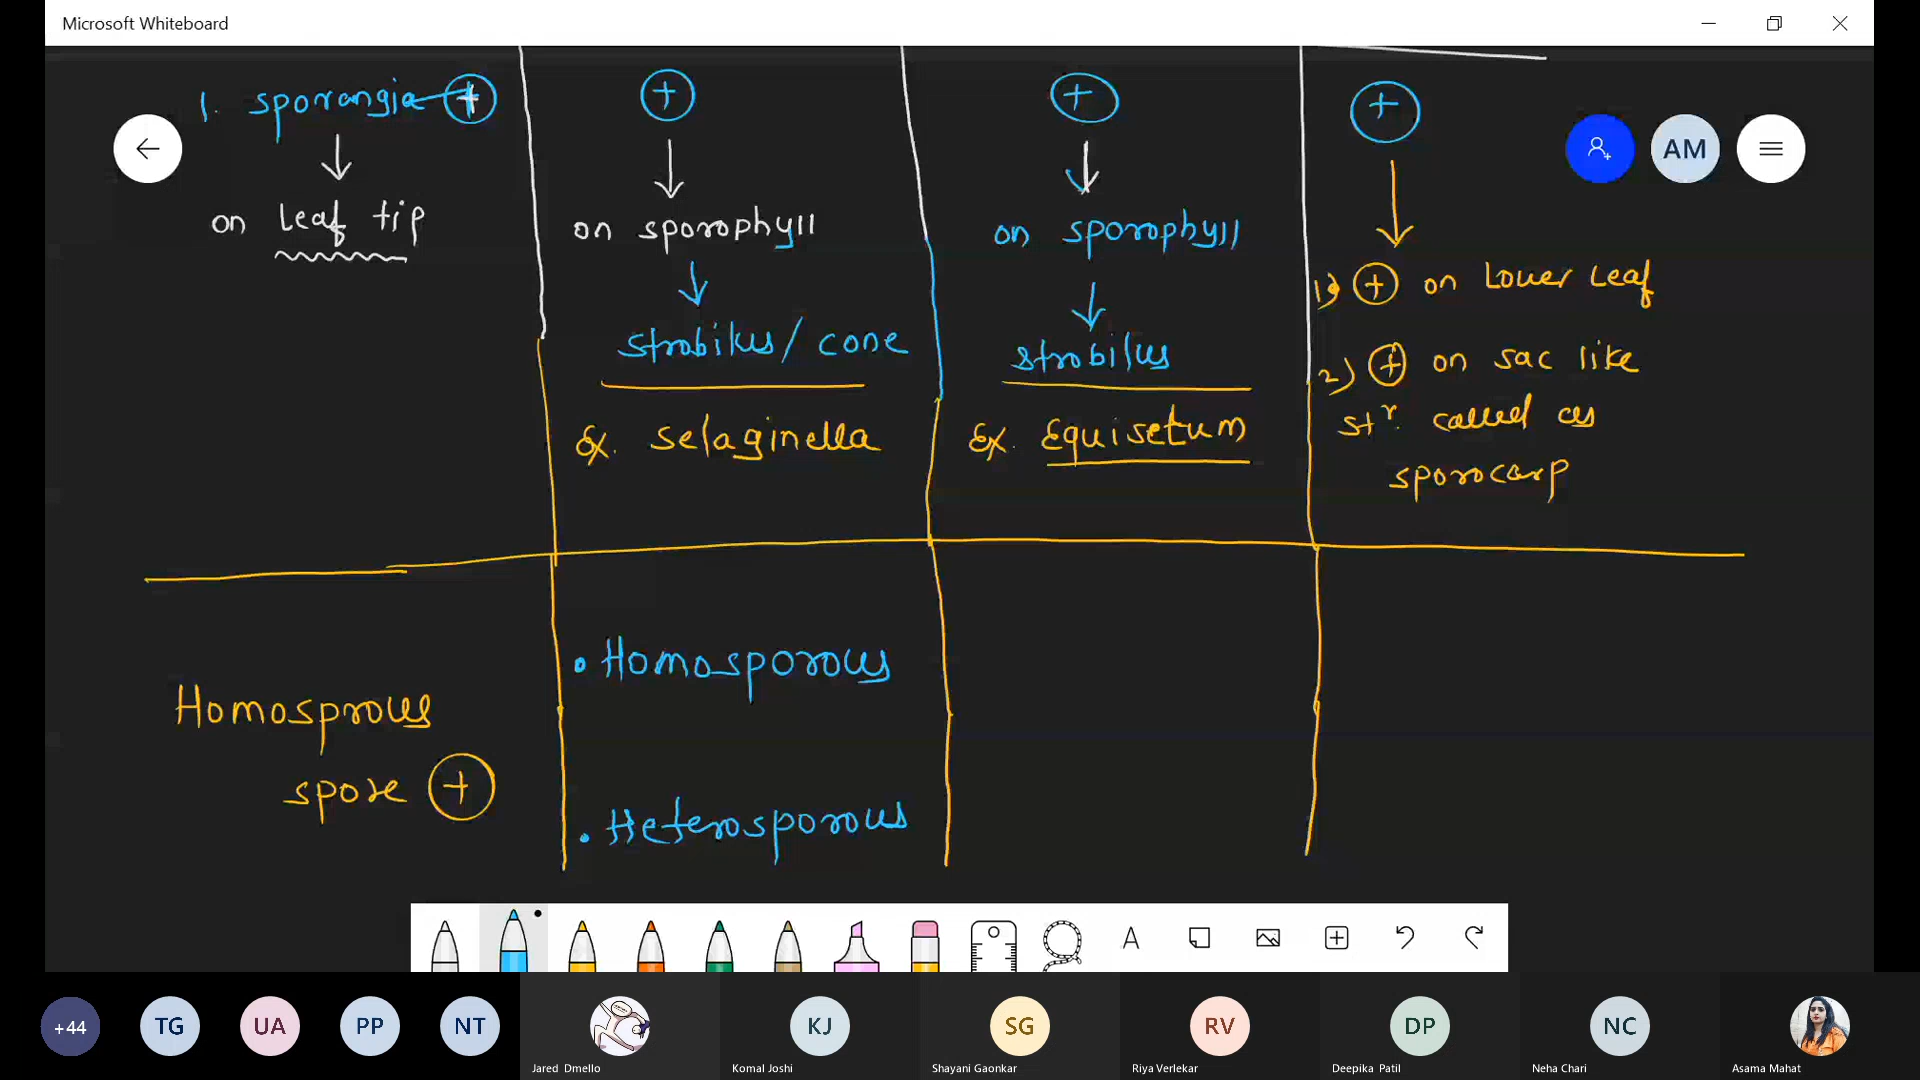 Microsoft Whiteboard
1. sporangia +
on leaf tip
+
on sporophyll
strobilus / cone
Ex. Selaginella
+
on sporophyll
strobilus
Ex. Equisetum
+
1) + on Lower leaf
2) + on sac like
str. called as
sporocarp
AM
Homosprous
spore +
• Homosporous
• Heterosporous
A
+44
TG
UA
PP
NT
KJ
SG
RV
DP
NC
Jared Dmello
Komal Joshi
Shayani Gaonkar
Riya Verlekar
Deepika Patil
Neha Chari
Asama Mahat